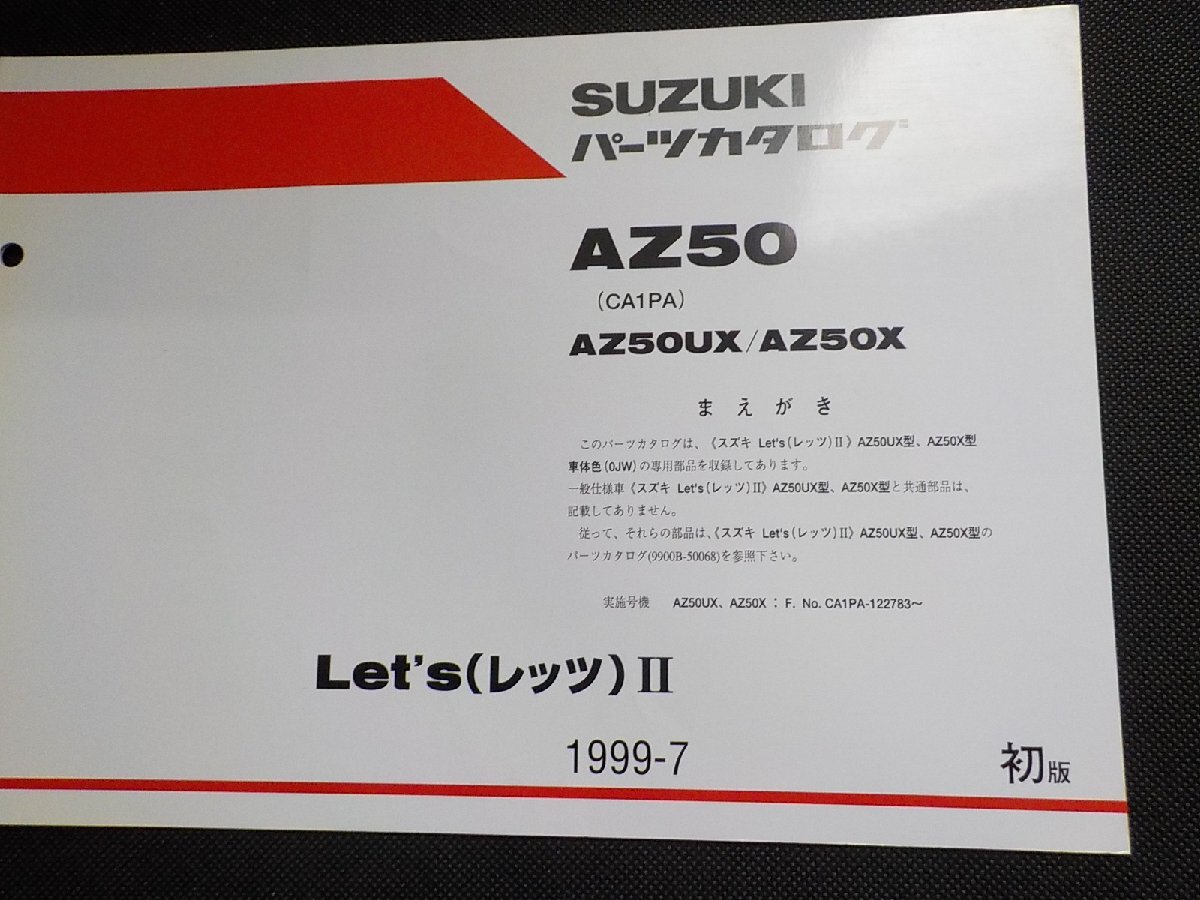 SUZUKI
パーツカタログ
AZ50
(CA1PA)
AZ50UX/AZ50X
まえがき
このパーツカタログは、《スズキ Let's(レッツ)II》AZ50UX型、AZ50X型
車体色(0JW)の専用部品を収録してあります。
一般仕様車《スズキ Let's(レッツ)II》AZ50UX型、AZ50X型と共通部品は、
記載してありません。
従って、それらの部品は、《スズキ Let's(レッツ)II》AZ50UX型、AZ50X型の
パーツカタログ(9900B-50068)を参照下さい。
実施号機 AZ50UX、AZ50X : F. No. CA1PA-122783～
Let's(レッツ)II
1999-7
初版